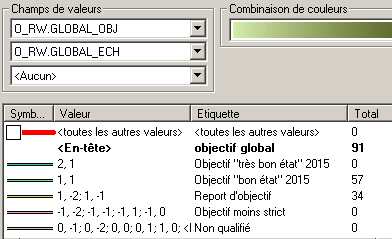 Champs de valeurs
Combinaison de couleurs
O_RW.GLOBAL_OBJ
O_RW.GLOBAL_ECH
<Aucun>
Symb... Valeur Etiquette Total
<toutes les autres valeurs> <toutes les autres valeurs> 0
<En-tête> objectif global 91
2, 1 Objectif "très bon état" 2015 0
1, 1 Objectif "bon état" 2015 57
1, -2; 1, -1 Report d'objectif 34
-1, -2; -1, -1; -1, 1; -1, 0 Objectif moins strict 0
0, -1; 0, -2; 0, 0; 0, 1; 1, 0; <l Non qualifié 0